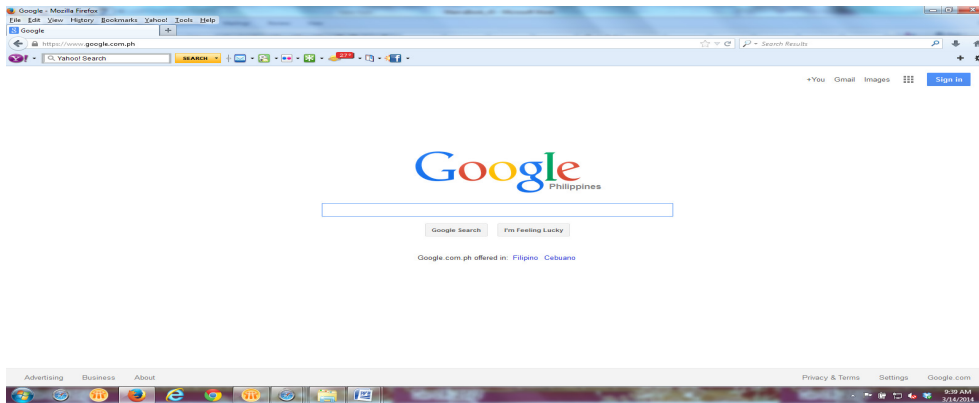 Google - Mozilla Firefox
File Edit View History Bookmarks Yahoo! Tools Help
Google
https://www.google.com.ph
Search Results
Yahoo! Search SEARCH 27°
+You Gmail Images Sign in
Google
Philippines
Google Search I'm Feeling Lucky
Google.com.ph offered in: Filipino Cebuano
Advertising Business About Privacy & Terms Settings Google.com
9:39 AM
3/14/2014